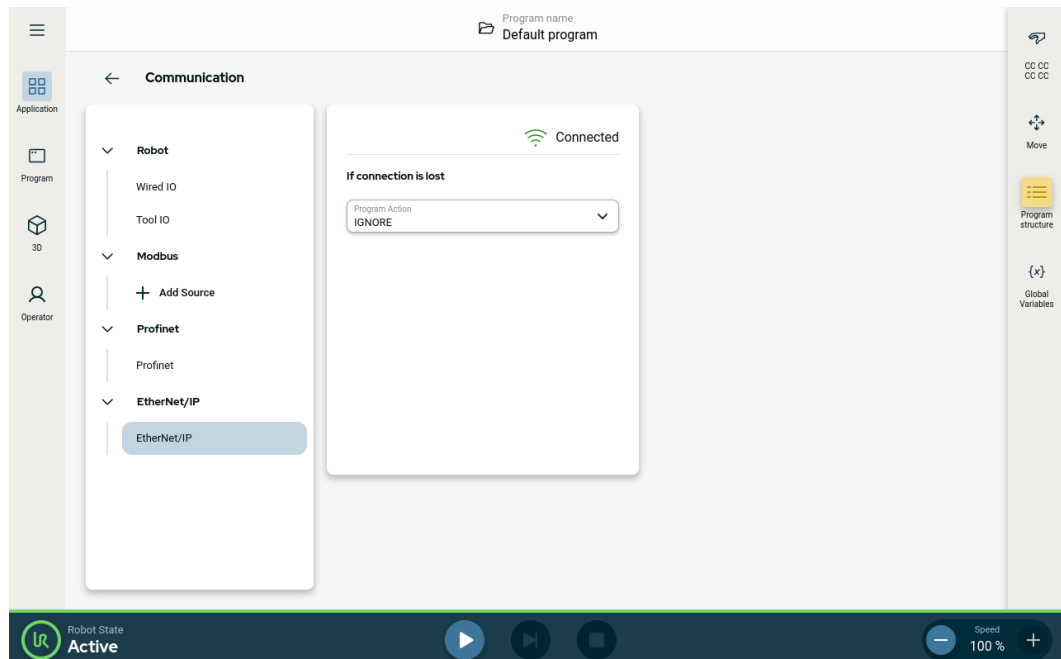 Program name
Default program
Application
Program
3D
Operator
Communication
Robot
Wired IO
Tool IO
Modbus
Add Source
Profinet
Profinet
EtherNet/IP
EtherNet/IP
Connected
If connection is lost
Program Action
IGNORE
CC CC
CC CC
Move
Program
structure
{x}
Global
Variables
UR
Robot State
Active
Speed
100 %